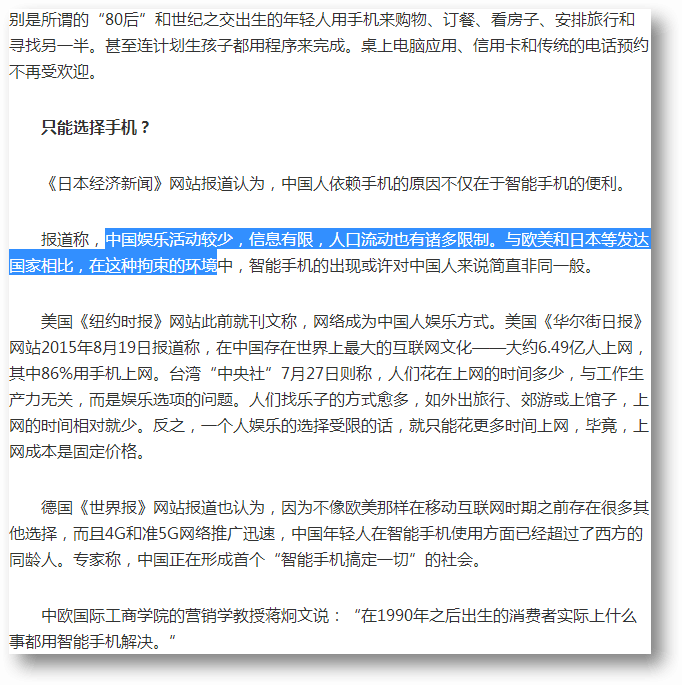 别是所谓的“80后”和世纪之交出生的年轻人用手机来购物、订餐、看房子、安排旅行和
寻找另一半。甚至连计划生孩子都用程序来完成。桌上电脑应用、信用卡和传统的电话预约
不再受欢迎。
只能选择手机？
《日本经济新闻》网站报道认为，中国人依赖手机的原因不仅在于智能手机的便利。
报道称，中国娱乐活动较少，信息有限，人口流动也有诸多限制。与欧美和日本等发达
国家相比，在这种拘束的环境中，智能手机的出现或许对中国人来说简直非同一般。
美国《纽约时报》网站此前就刊文称，网络成为中国人娱乐方式。美国《华尔街日报》
网站2015年8月19日报道称，在中国存在世界上最大的互联网文化——大约6.49亿人上网，
其中86%用手机上网。台湾“中央社”7月27日则称，人们花在上网的时间多少，与工作生
产力无关，而是娱乐选项的问题。人们找乐子的方式愈多，如外出旅行、郊游或上馆子，上
网的时间相对就少。反之，一个人娱乐的选择受限的话，就只能花更多时间上网，毕竟，上
网成本是固定价格。
德国《世界报》网站报道也认为，因为不像欧美那样在移动互联网时期之前存在很多其
他选择，而且4G和准5G网络推广迅速，中国年轻人在智能手机使用方面已经超过了西方的
同龄人。专家称，中国正在形成首个“智能手机搞定一切”的社会。
中欧国际工商学院的营销学教授蒋炯文说：“在1990年之后出生的消费者实际上什么
事都用智能手机解决。“